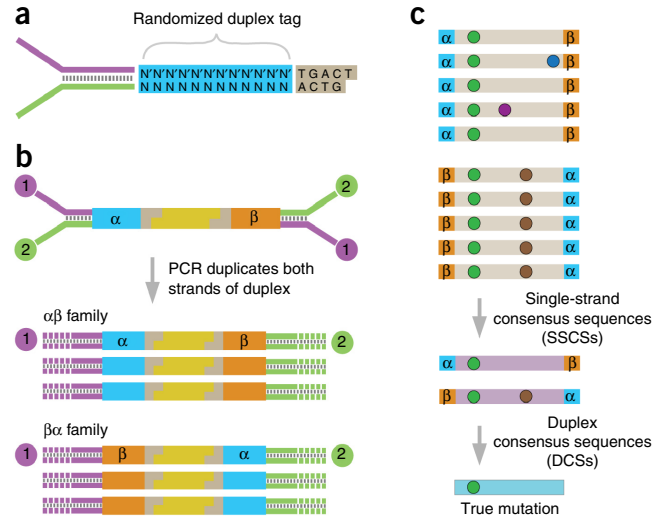 a
Randomized duplex tag
N′N′N′N′N′N′N′N′N′N′N′N′ TGACT
NNNNNNNNNNNN ACTG
b
1
2
α
β
2
1
PCR duplicates both
strands of duplex
αβ family
1
α
β
2
βα family
1
β
α
2
c
α β
α β
α β
α β
α β
β α
β α
β α
β α
β α
Single-strand
consensus sequences
(SSCSs)
α β
β α
Duplex
consensus sequences
(DCSs)
True mutation